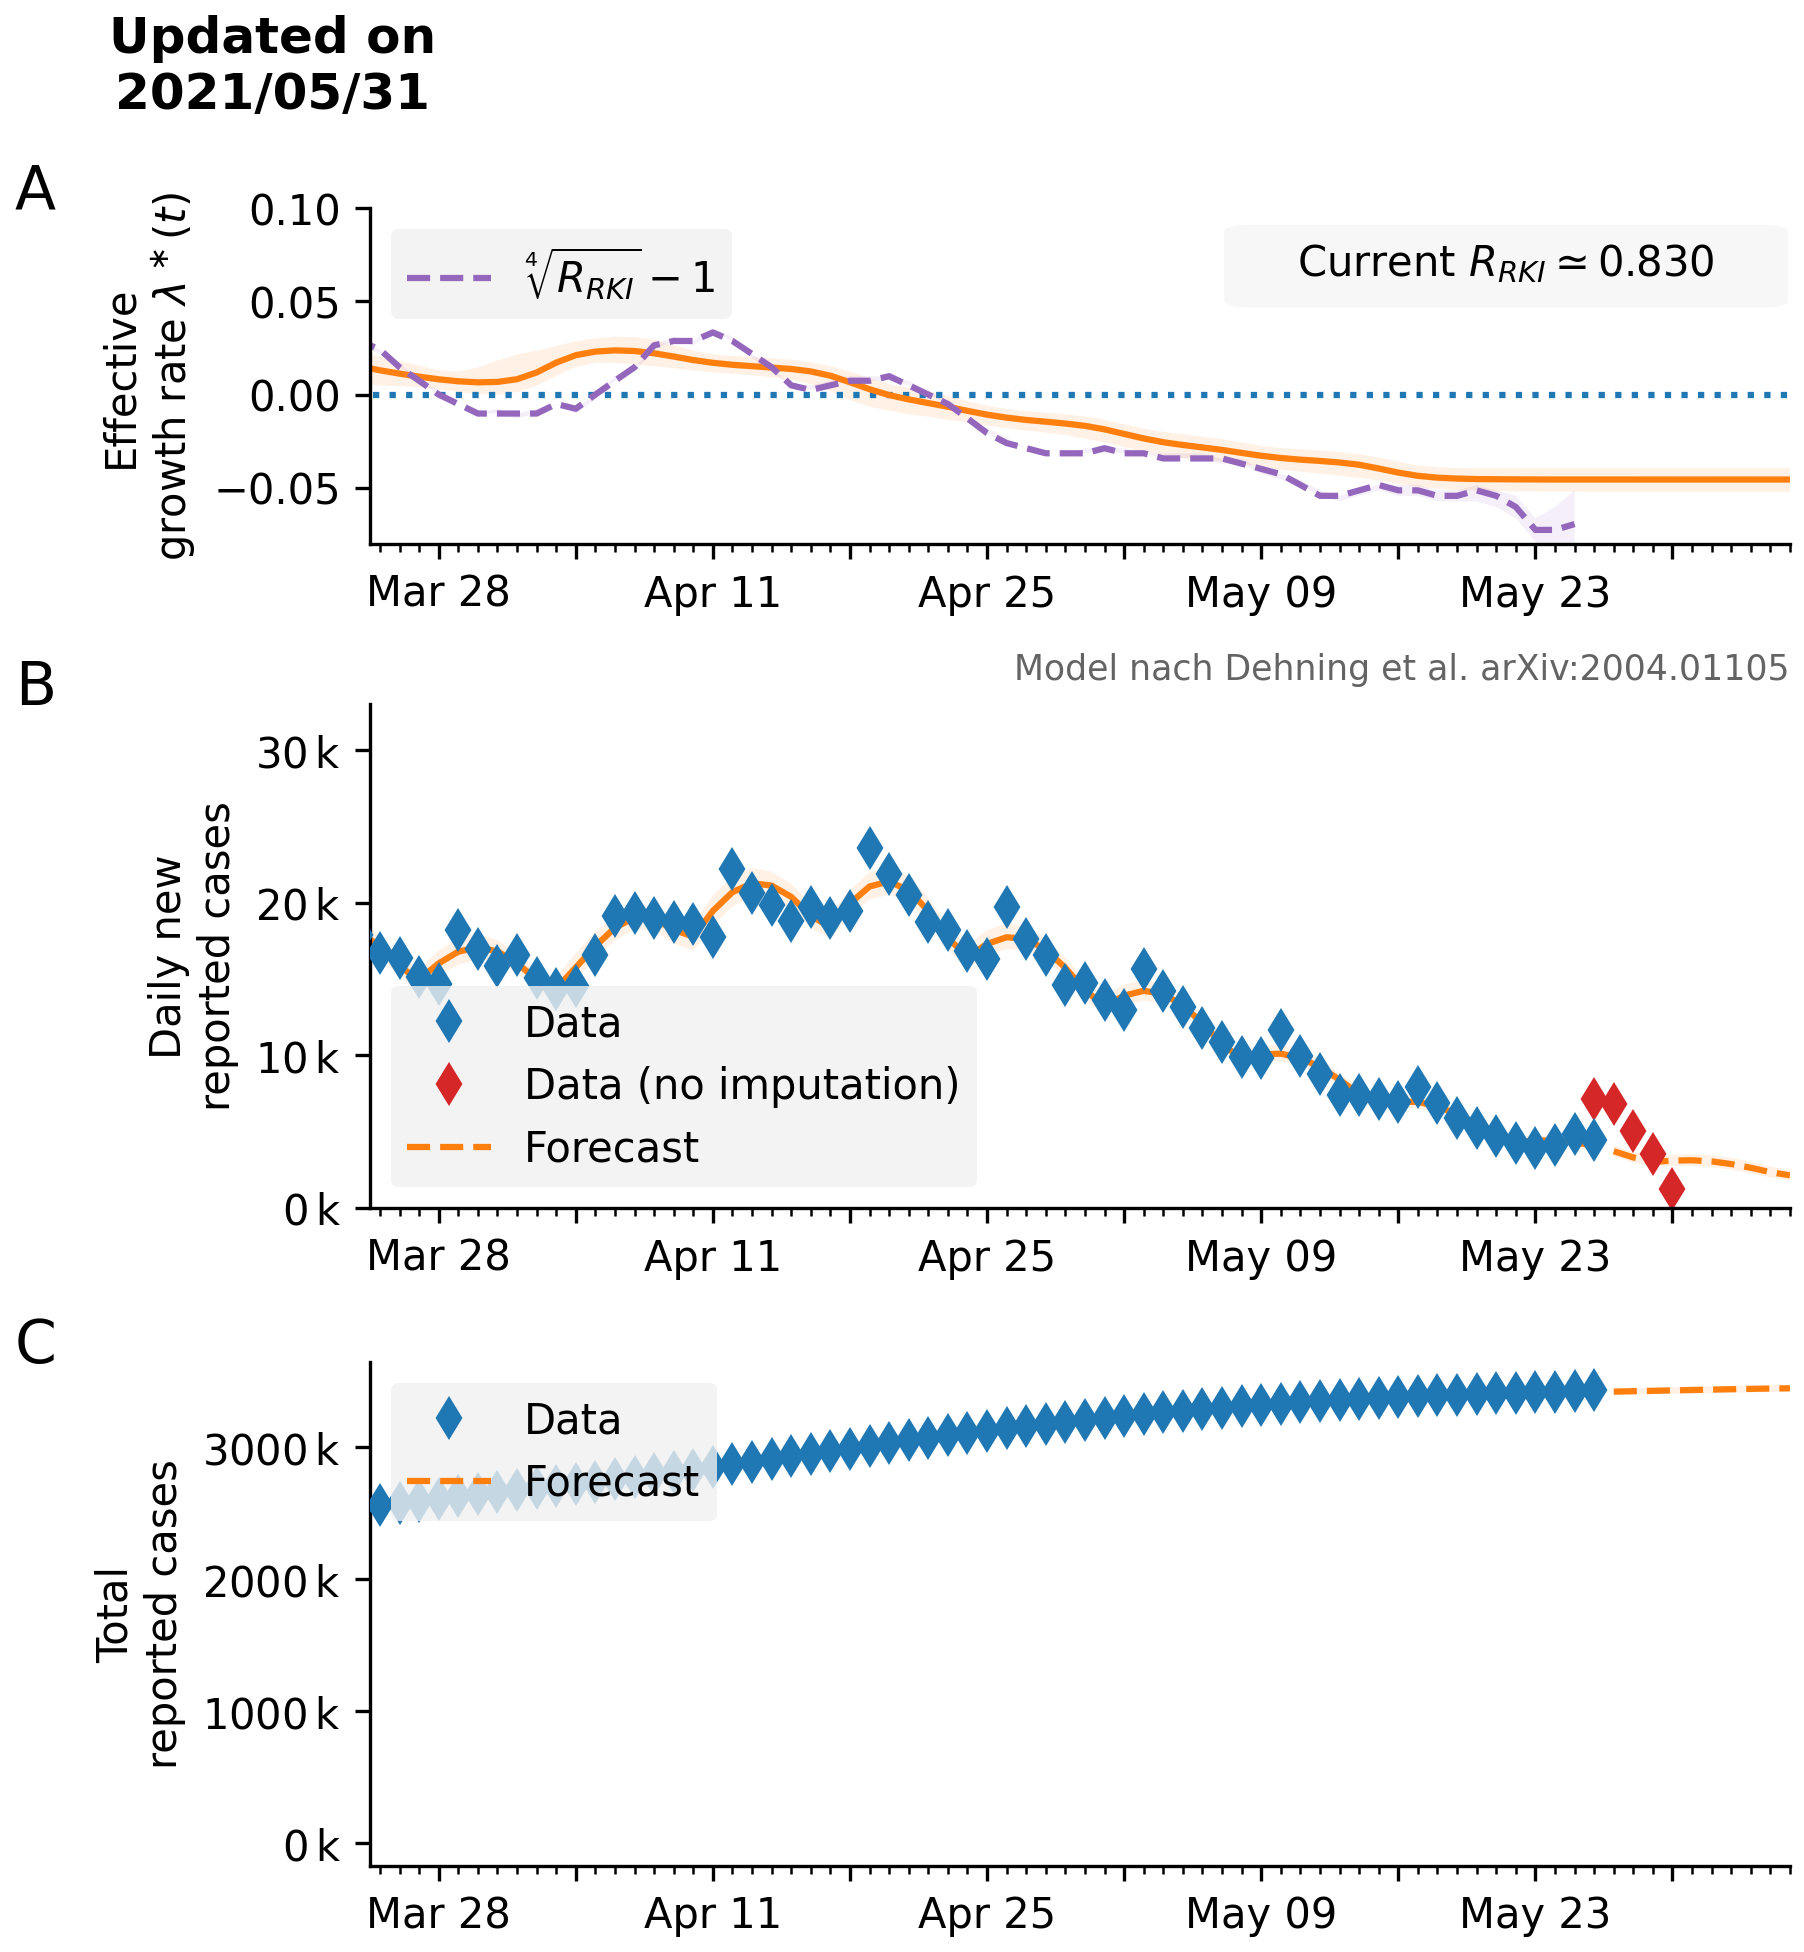 Updated on
2021/05/31
A
Effective
growth rate λ * (t)
0.10
0.05
0.00
−0.05
⁴√R_RKI − 1
Current R_RKI ≃ 0.830
Mar 28 Apr 11 Apr 25 May 09 May 23
Model nach Dehning et al. arXiv:2004.01105
B
Daily new
reported cases
30 k
20 k
10 k
0 k
Data
Data (no imputation)
Forecast
Mar 28 Apr 11 Apr 25 May 09 May 23
C
Total
reported cases
3000 k
2000 k
1000 k
0 k
Data
Forecast
Mar 28 Apr 11 Apr 25 May 09 May 23